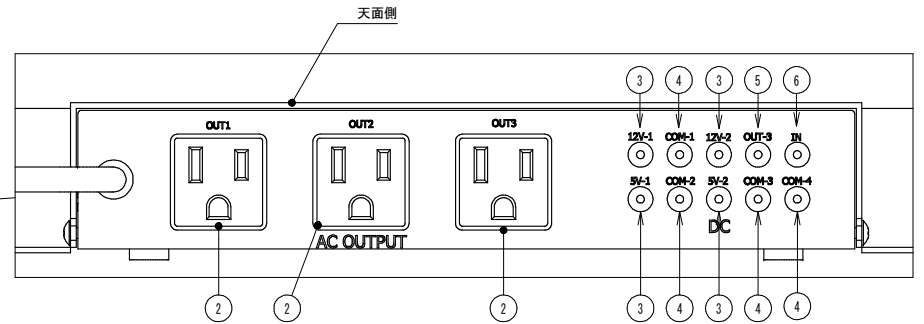 天面側
3 4 3 5 6
OUT1 OUT2 OUT3
12V-1 COM-1 12V-2 OUT-3 IN
5V-1 COM-2 5V-2 COM-3 COM-4
AC OUTPUT DC
2 2 2 3 4 3 4 4